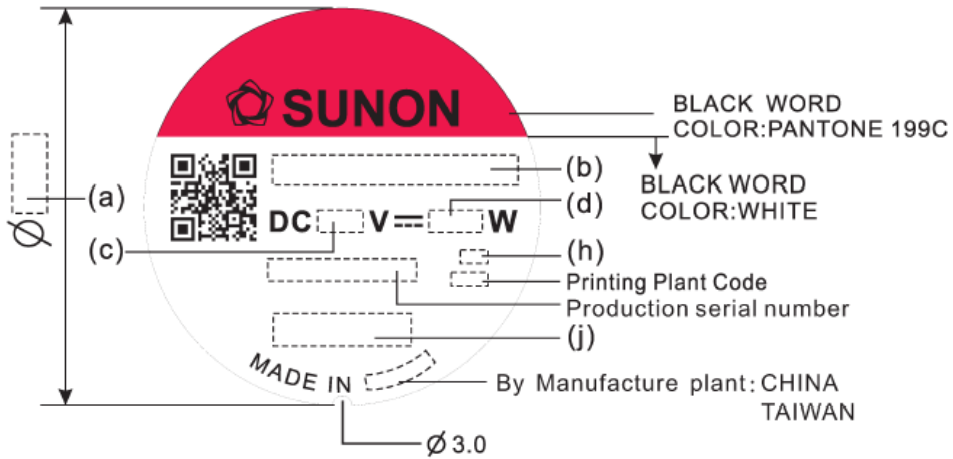 SUNON
BLACK WORD
COLOR:PANTONE 199C
(b)
BLACK WORD
COLOR:WHITE
(a)
Ø
DC V W
(d)
(c)
(h)
Printing Plant Code
Production serial number
(j)
MADE IN
By Manufacture plant: CHINA
TAIWAN
Ø 3.0